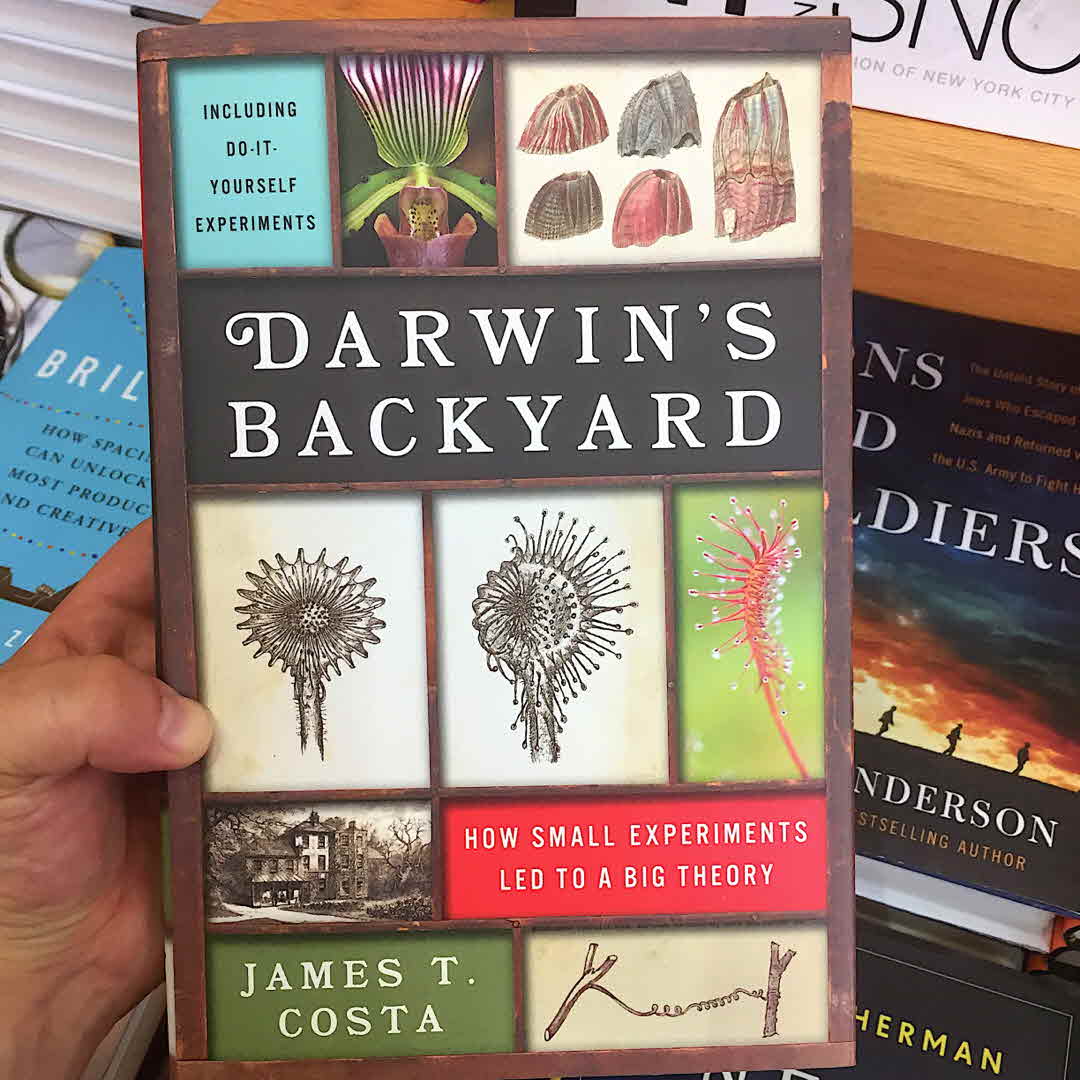 INCLUDING
DO-IT-
YOURSELF
EXPERIMENTS
DARWIN'S
BACKYARD
HOW SMALL EXPERIMENTS
LED TO A BIG THEORY
JAMES T.
COSTA
SNO
ION OF NEW YORK CITY
BRIL
HOW SPACI
CAN UNLOCK
MOST PRODUC
ND CREATIVE
NS
The Untold Story o
Jews Who Escaped
Nazis and Returned w
the U.S. Army to Fight H
D
LDIERS
NDERSON
STSELLING AUTHOR
HERMAN